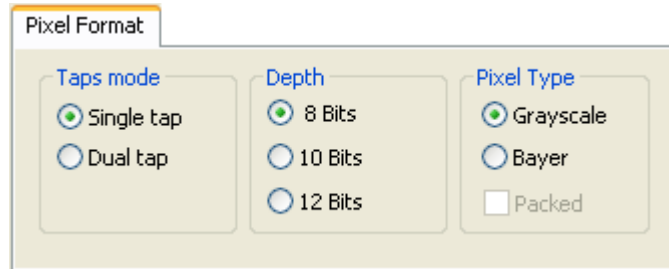 Pixel Format
Taps mode
Single tap
Dual tap
Depth
8 Bits
10 Bits
12 Bits
Pixel Type
Grayscale
Bayer
Packed